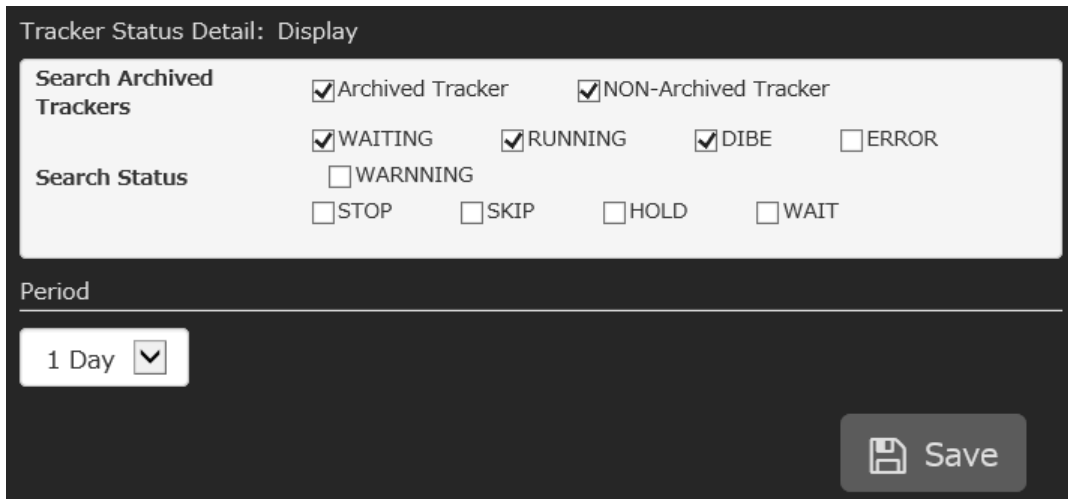 Tracker Status Detail: Display
Search Archived Trackers
Archived Tracker NON-Archived Tracker
WAITING RUNNING DIBE ERROR
Search Status WARNNING
STOP SKIP HOLD WAIT
Period
1 Day
Save